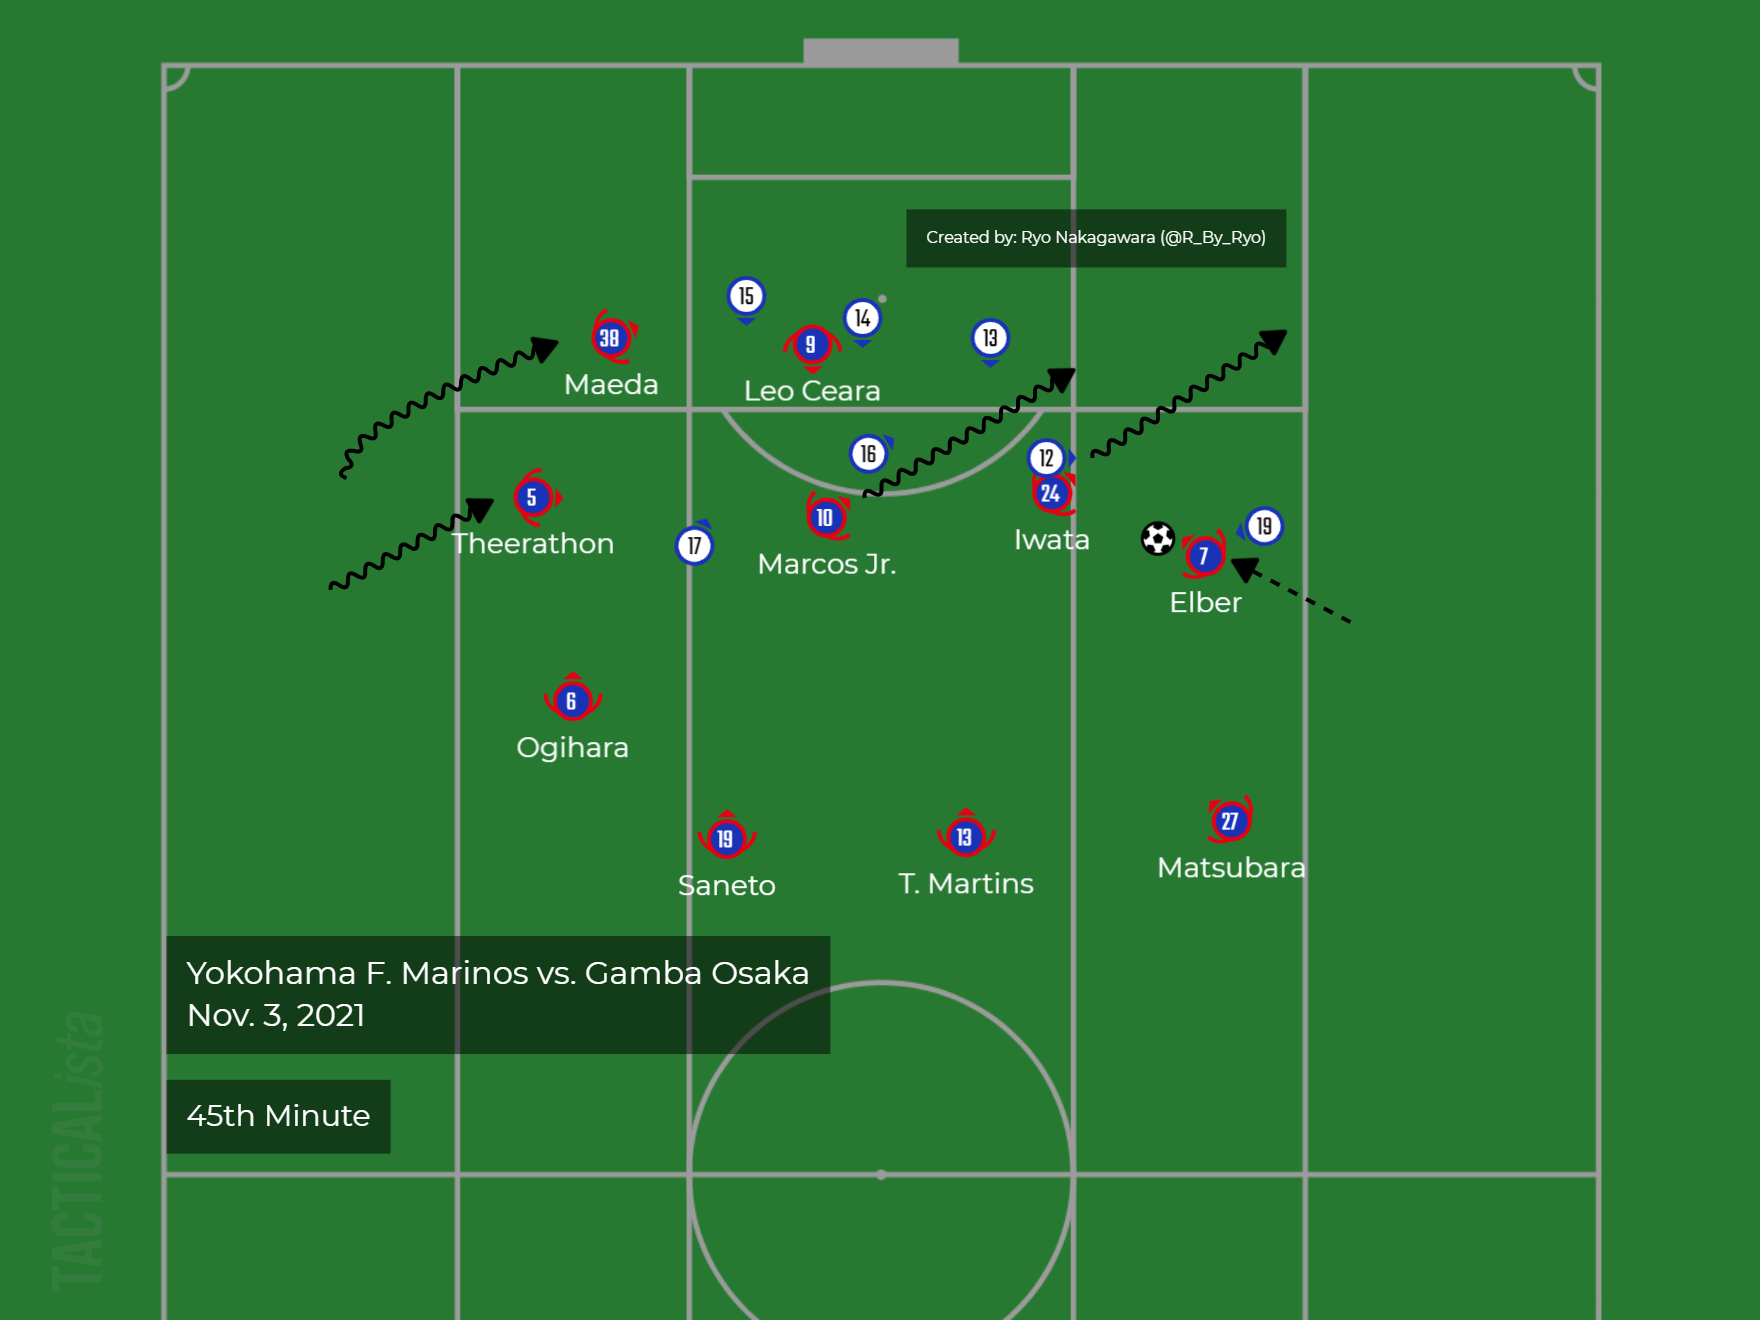 Created by: Ryo Nakagawara (@R_By_Ryo)
15
14
13
9
38
Maeda
Leo Ceara
16
12
5
24
10
17
19
7
Theerathon
Marcos Jr.
Iwata
Elber
6
Ogihara
19
13
27
Saneto
T. Martins
Matsubara
Yokohama F. Marinos vs. Gamba Osaka
Nov. 3, 2021
45th Minute
TACTICALista